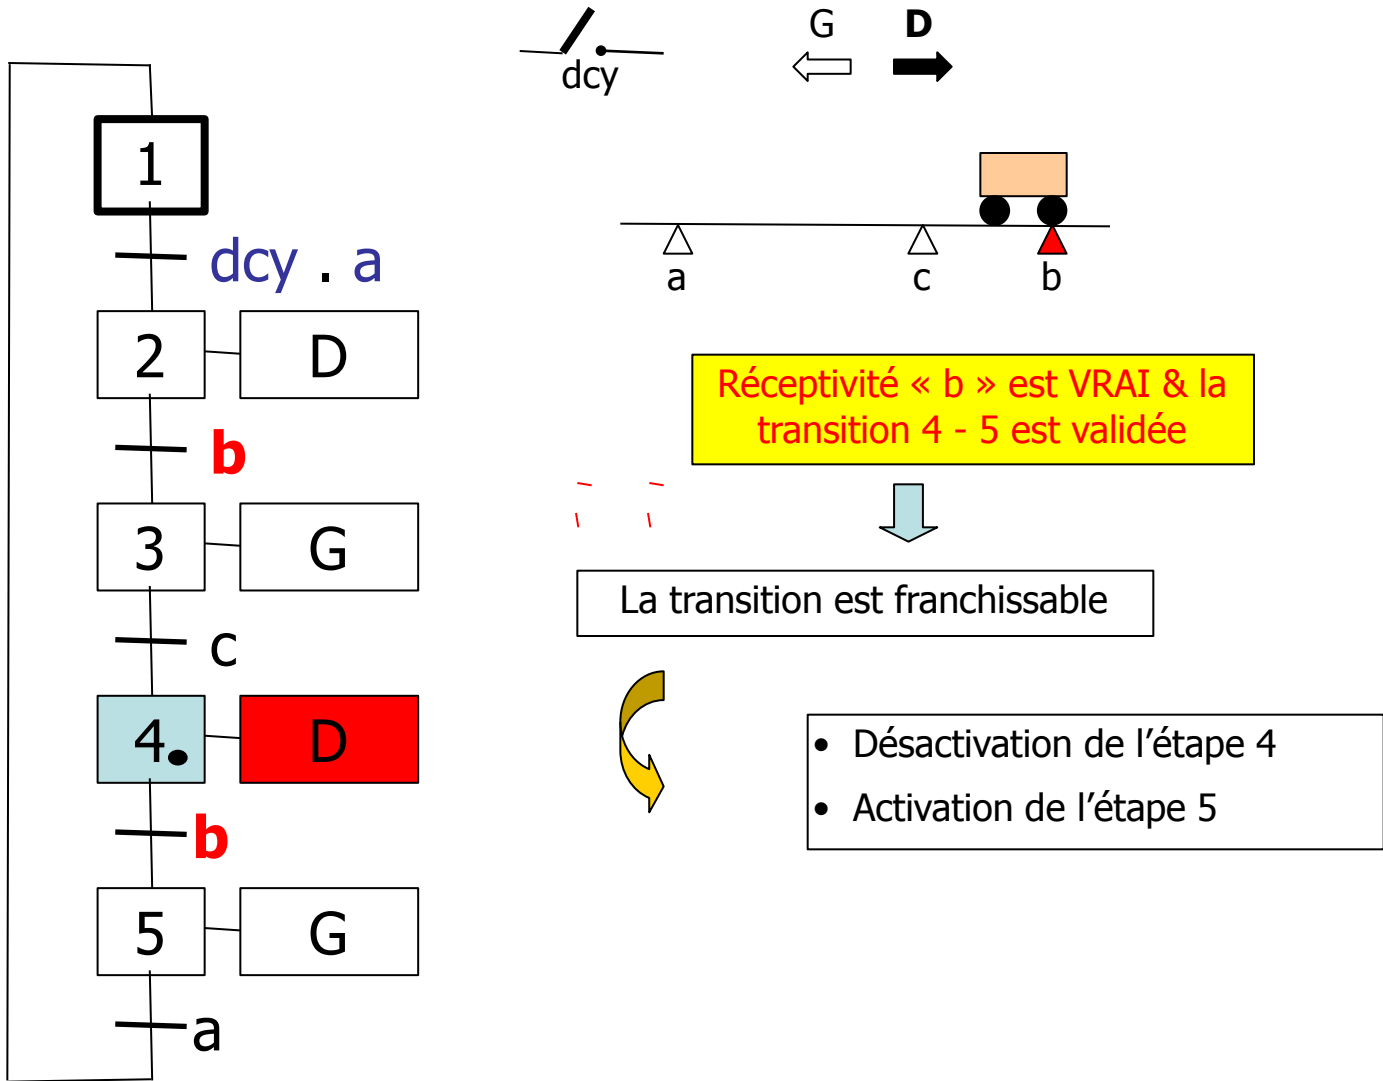 G D
dcy
1
dcy . a
a c b
2 D
Réceptivité « b » est VRAI & la
transition 4 - 5 est validée
b
3 G
La transition est franchissable
c
4 D
• Désactivation de l’étape 4
• Activation de l’étape 5
b
5 G
a